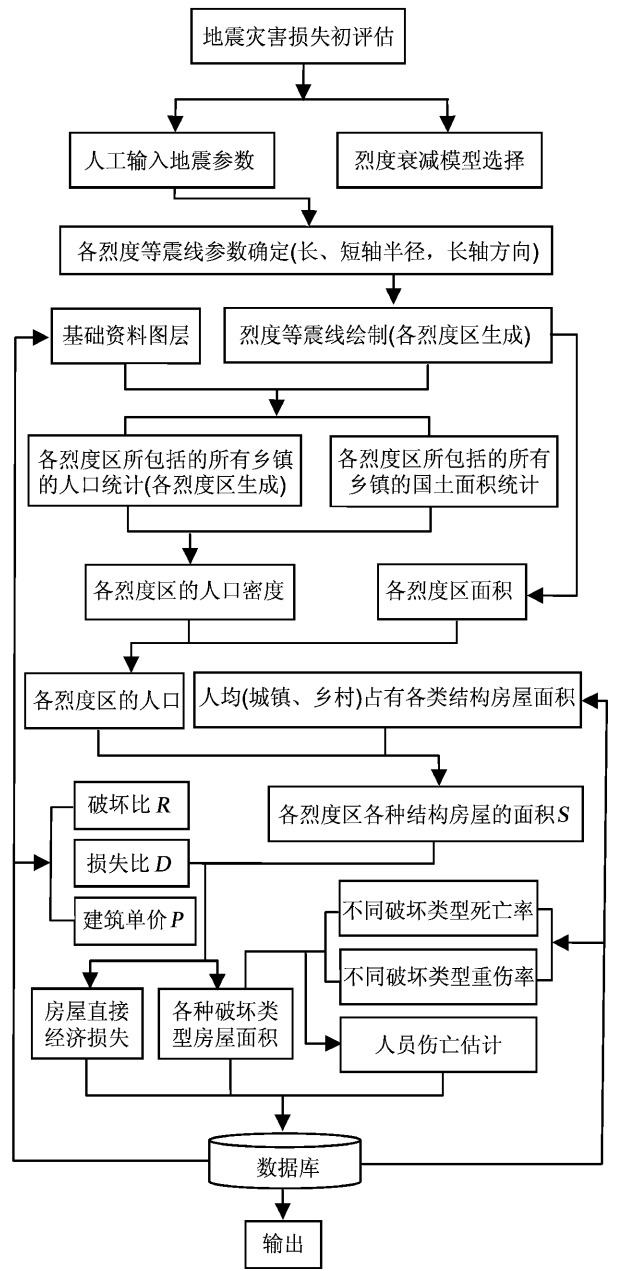 地震灾害损失初评估
人工输入地震参数
烈度衰减模型选择
各烈度等震线参数确定(长、短轴半径，长轴方向)
基础资料图层
烈度等震线绘制(各烈度区生成)
各烈度区所包括的所有乡镇
的人口统计(各烈度区生成)
各烈度区所包括的所有
乡镇的国土面积统计
各烈度区的人口密度
各烈度区面积
各烈度区的人口
人均(城镇、乡村)占有各类结构房屋面积
破坏比 R
各烈度区各种结构房屋的面积S
损失比 D
建筑单价 P
不同破坏类型死亡率
不同破坏类型重伤率
房屋直接
经济损失
各种破坏类
型房屋面积
人员伤亡估计
数据库
输出